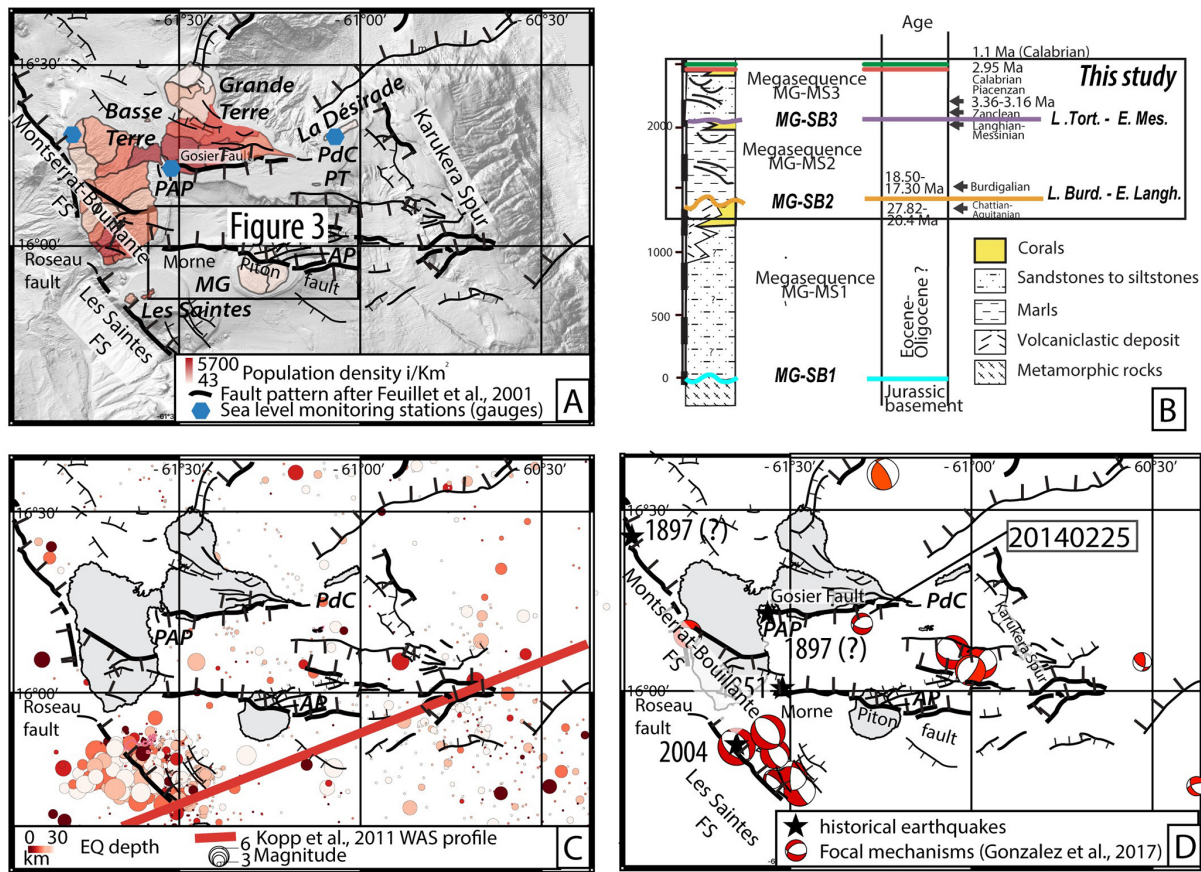 - 61°30’
- 61°00’
- 60°30’
16°30’
16°00’
Grande
Terre
Basse
Terre
La Désirade
Karukera Spur
Montserrat-Bouillante
FS
Gosier Fault
PAP
PdC
PT
Figure 3
Roseau
fault
Morne
Piton
fault
AP
MG
Les Saintes
Les Saintes
FS
5700
43
Population density i/Km²
Fault pattern after Feuillet et al., 2001
Sea level monitoring stations (gauges)
A
Age
1.1 Ma (Calabrian)
2.95 Ma
Calabrian
Piacenzan
This study
Megasequence
MG-MS3
3.36-3.16 Ma
Zanclean
MG-SB3
L .Tort. - E. Mes.
Langhian-
Messinian
2000
Megasequence
MG-MS2
18.50-
17.30 Ma
Burdigalian
MG-SB2
L. Burd. - E. Langh.
27.82-
20.4 Ma
Chattian-
Aquitanian
1000
Corals
Sandstones to siltstones
Megasequence
MG-MS1
Eocene-
Oligocene ?
500
Marls
Volcaniclastic deposit
Metamorphic rocks
0
MG-SB1
Jurassic
basement
B
- 61°30’
- 61°00’
- 60°30’
16°30’
16°00’
PdC
PAP
AP
Roseau
fault
0 30
km
EQ depth
Kopp et al., 2011 WAS profile
6
3
Magnitude
C
- 61°30’
- 61°00’
- 60°30’
16°30’
16°00’
1897 (?)
20140225
Montserrat-Bouillante
FS
Gosier Fault
PdC
PAP
1897 (?)
Karukera Spur
Roseau
fault
Morne
Piton
fault
AP
2004
Les Saintes
FS
historical earthquakes
Focal mechanisms (Gonzalez et al., 2017)
D